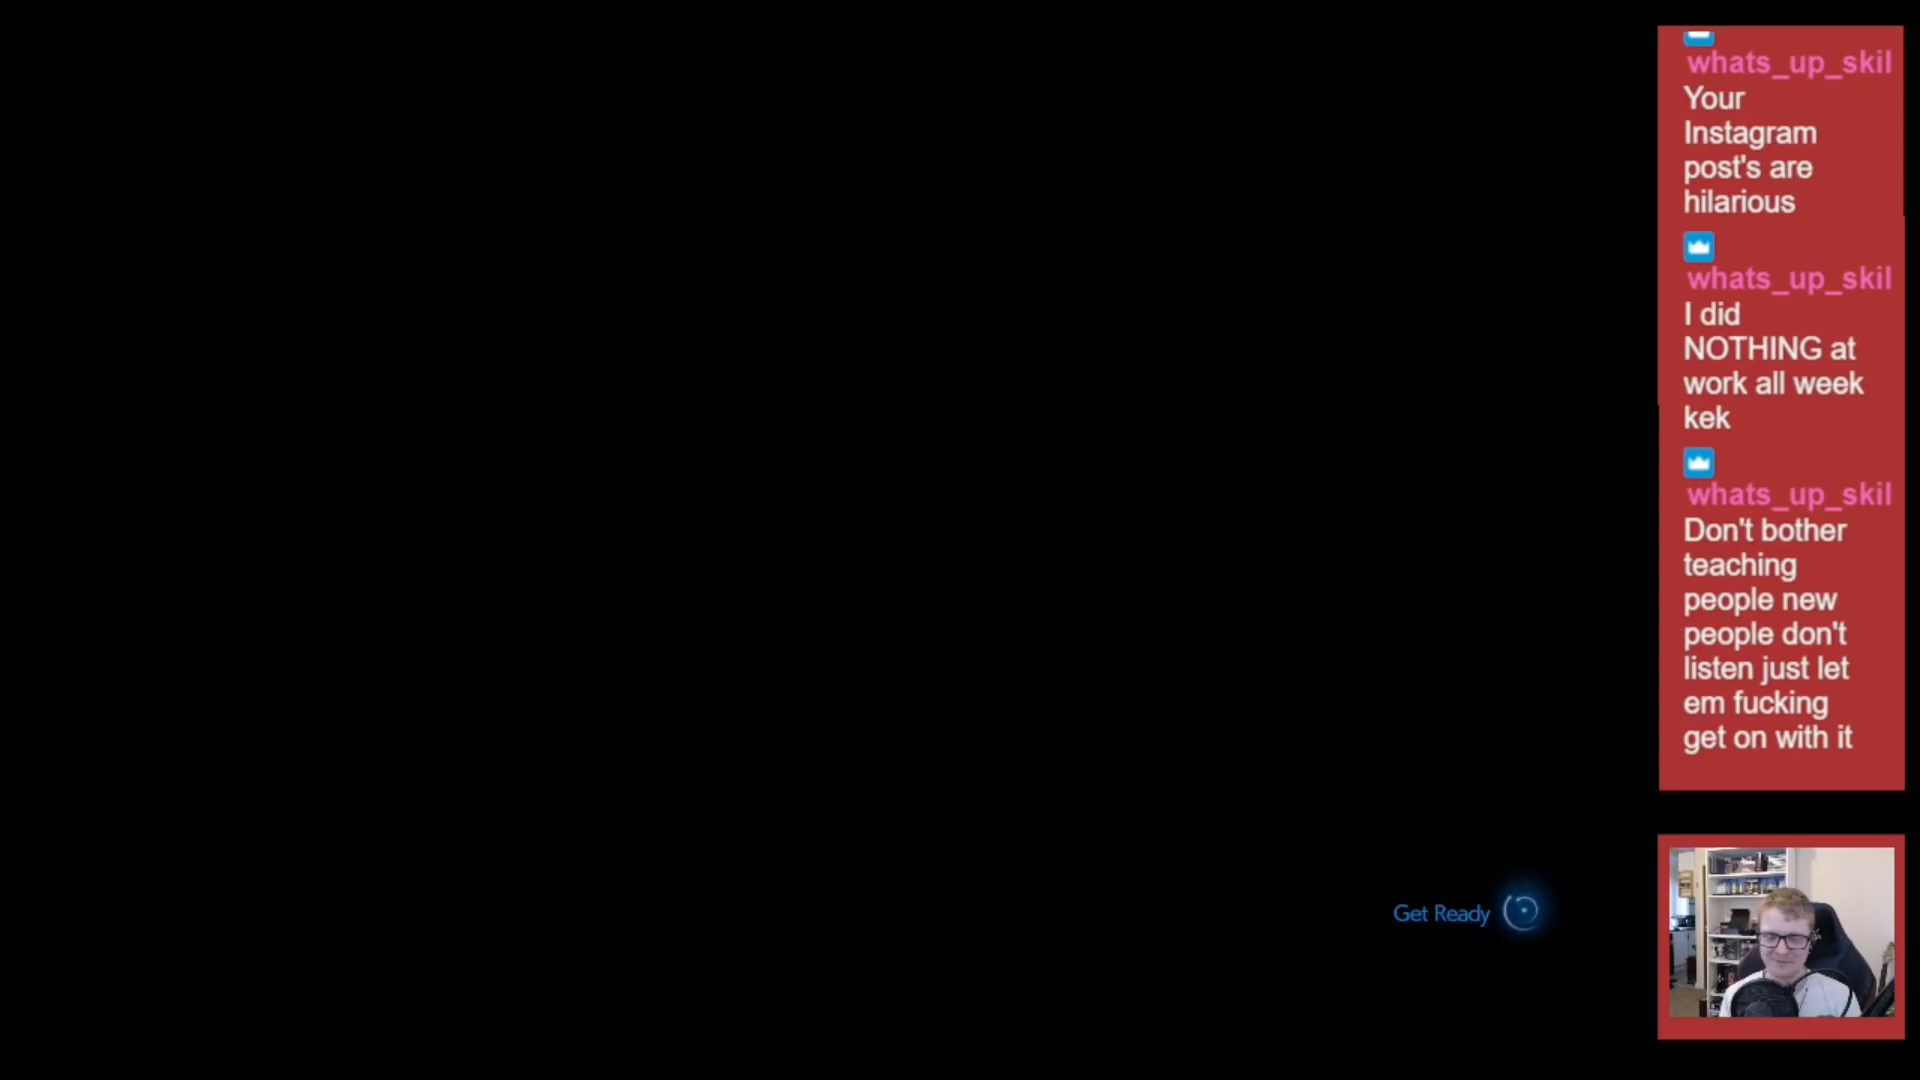 whats_up_skil
Your
Instagram
post's are
hilarious
whats_up_skil
I did
NOTHING at
work all week
kek
whats_up_skil
Don't bother
teaching
people new
people don't
listen just let
em fucking
get on with it
Get Ready